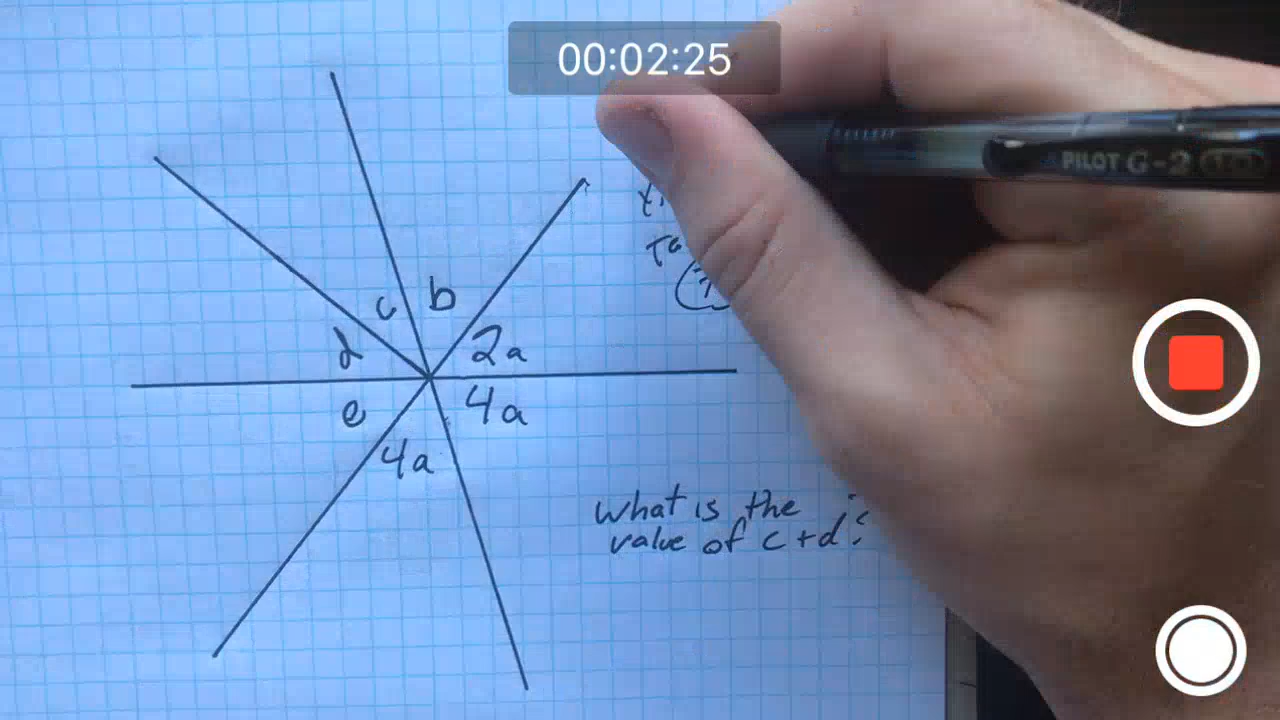 00:02:25
PILOT G-2
c
b
d
2a
e
4a
4a
what is the
value of c+d?